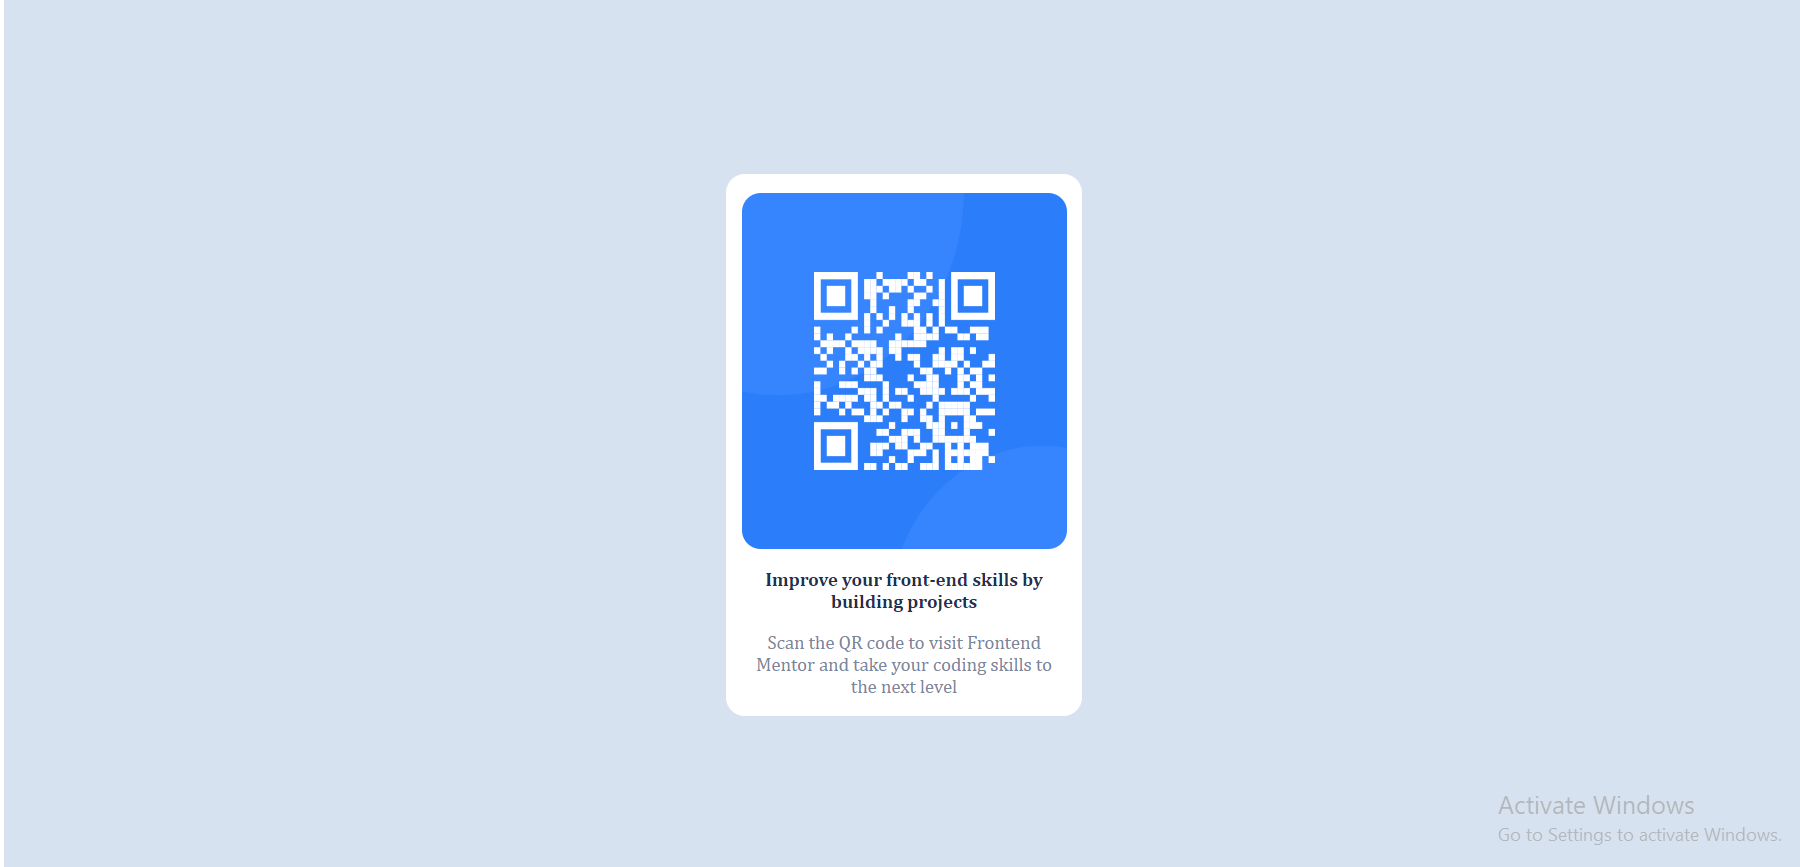 Improve your front-end skills by
building projects
Scan the QR code to visit Frontend
Mentor and take your coding skills to
the next level
Activate Windows
Go to Settings to activate Windows.